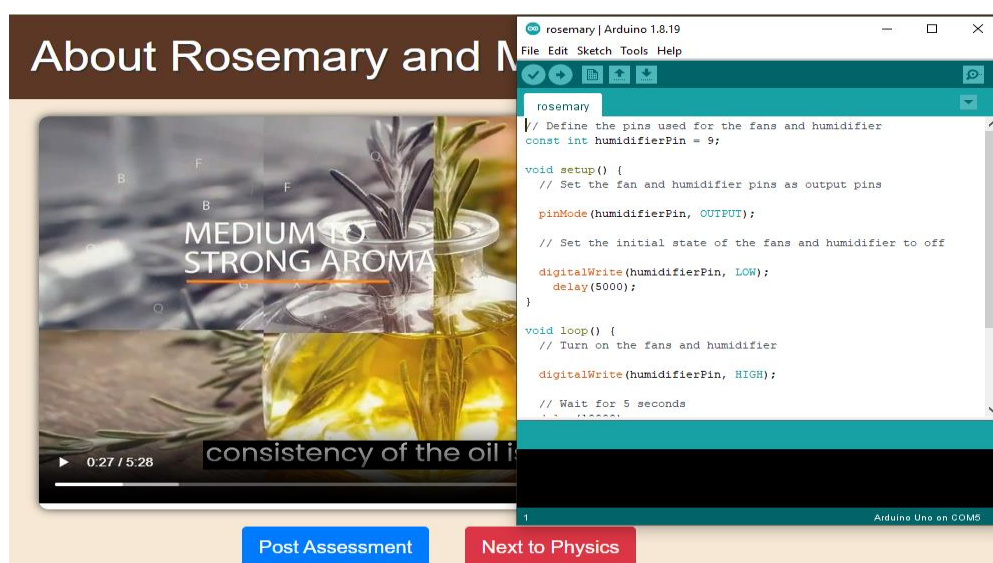 About Rosemary and M
MEDIUM TO
STRONG AROMA
B
F
Q
F
B
G
Q
consistency of the oil is
0:27 / 5:28
Post Assessment
Next to Physics
rosemary | Arduino 1.8.19
File Edit Sketch Tools Help
rosemary
// Define the pins used for the fans and humidifier
const int humidifierPin = 9;
void setup() {
// Set the fan and humidifier pins as output pins
pinMode(humidifierPin, OUTPUT);
// Set the initial state of the fans and humidifier to off
digitalWrite(humidifierPin, LOW);
delay(5000);
}
void loop() {
// Turn on the fans and humidifier
digitalWrite(humidifierPin, HIGH);
// Wait for 5 seconds
1
Arduino Uno on COM5